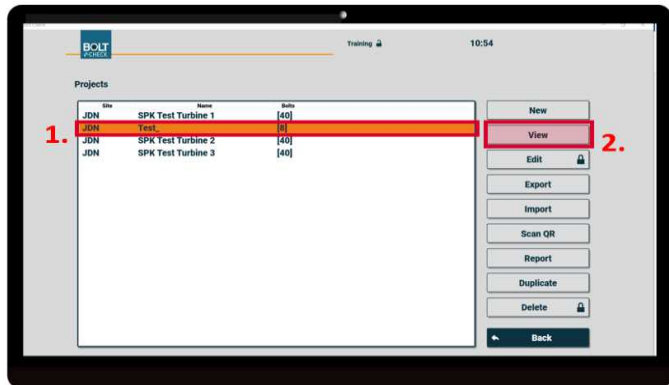 BOLT
✓CHECK
Training
10:54
Projects
Site Name Bolts
JDN SPK Test Turbine 1 [40]
1.
JDN Test_ [8]
JDN SPK Test Turbine 2 [40]
JDN SPK Test Turbine 3 [40]
New
View
2.
Edit
Export
Import
Scan QR
Report
Duplicate
Delete
Back